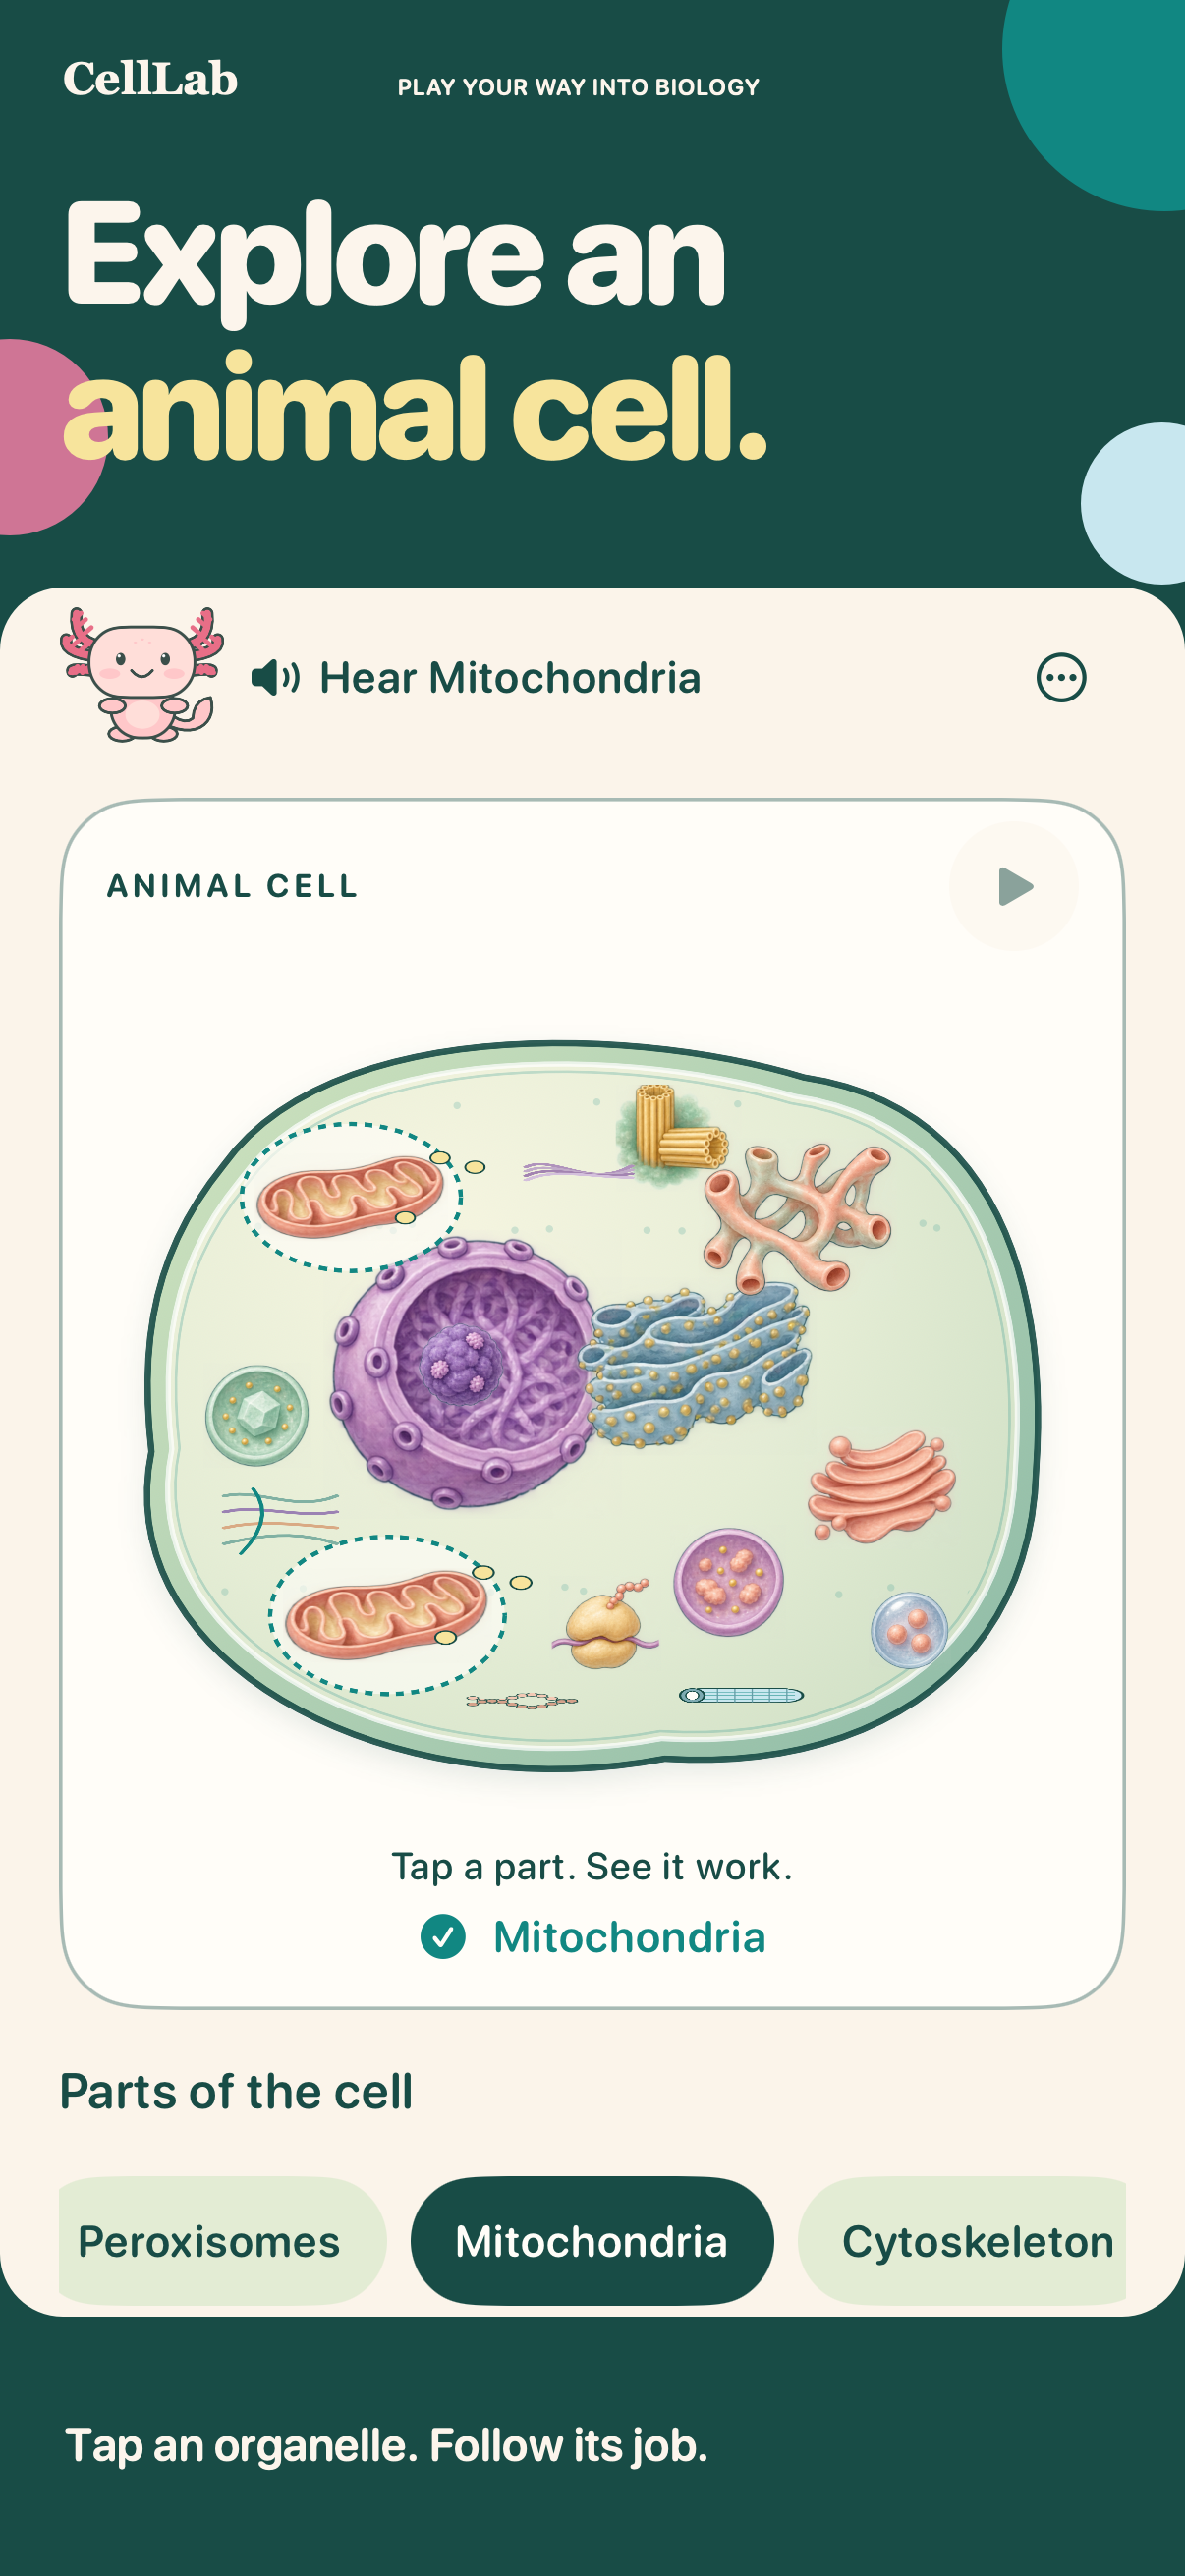 CellLab
PLAY YOUR WAY INTO BIOLOGY
Explore an
animal cell.
Hear Mitochondria
ANIMAL CELL
Tap a part. See it work.
Mitochondria
Parts of the cell
Peroxisomes
Mitochondria
Cytoskeleton
Tap an organelle. Follow its job.